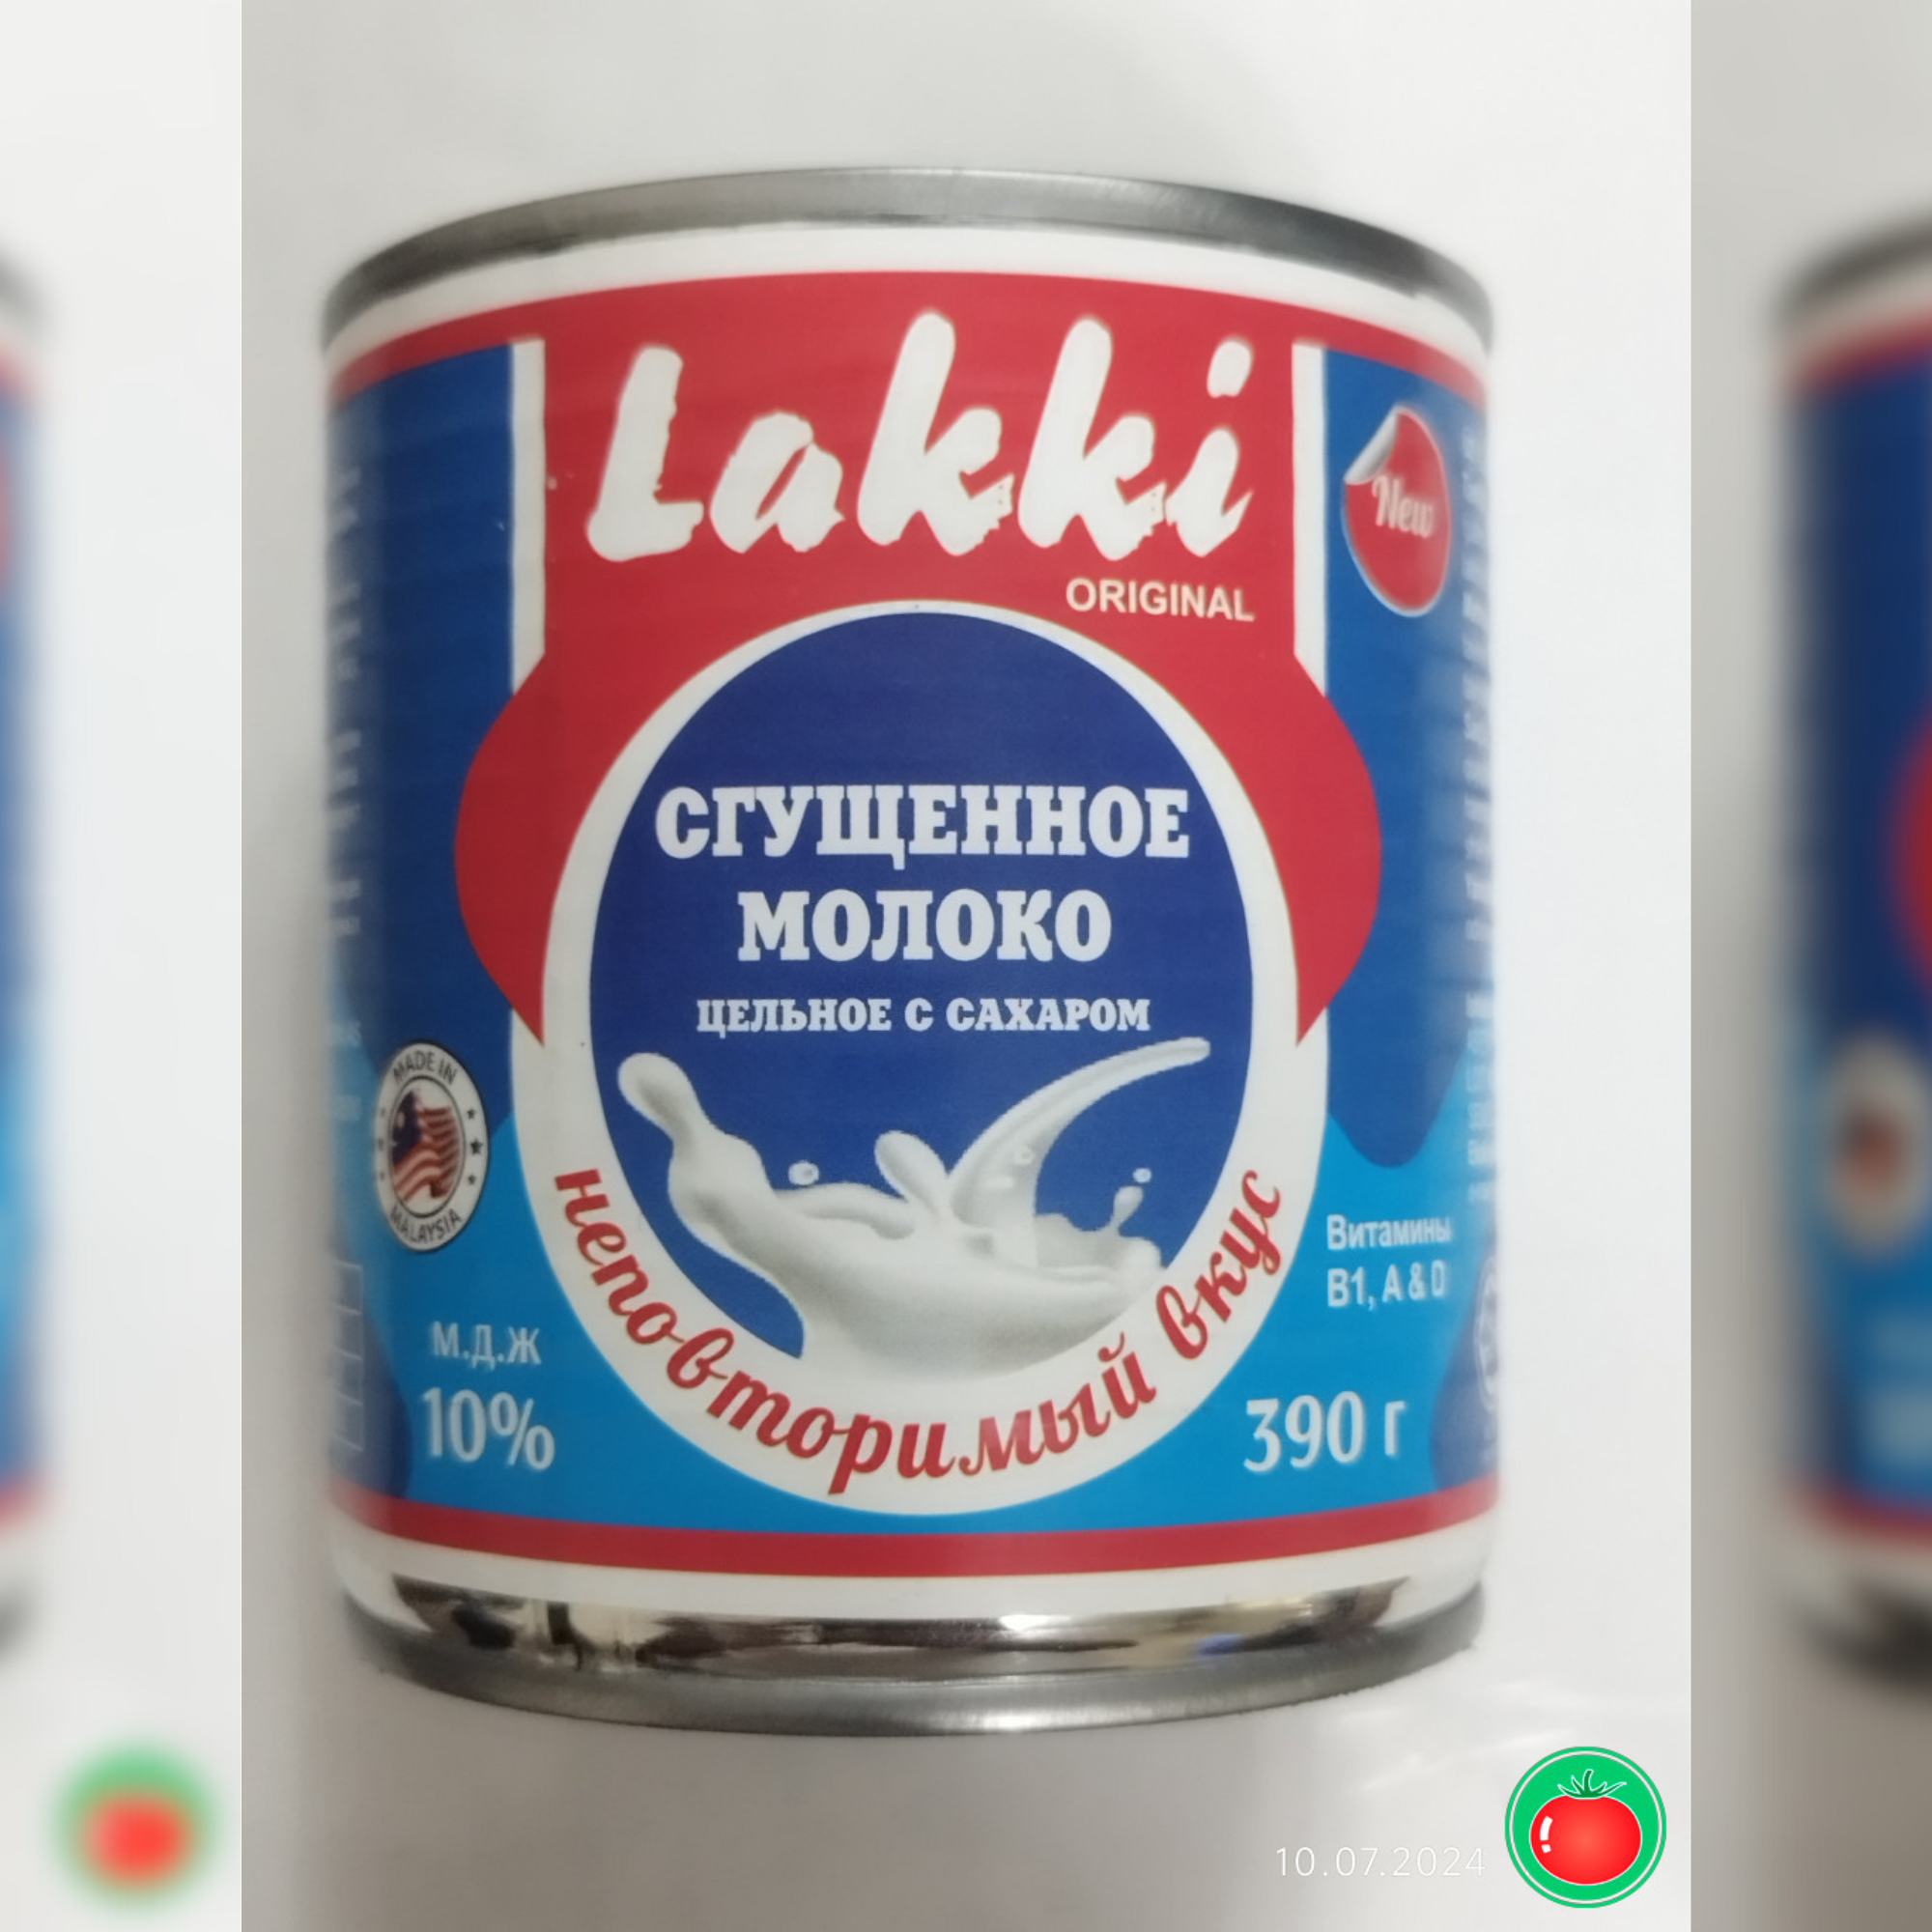 Lakki
ORIGINAL
New
СГУЩЕННОЕ
МОЛОКО
ЦЕЛЬНОЕ С САХАРОМ
MADE IN
MALAYSIA
неповторимый вкус
Витамины
B1, A & D
М.Д.Ж
10%
390 г
10.07.2024